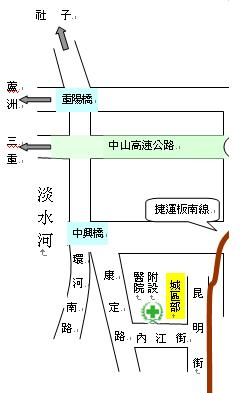 社子
蘆洲
重陽橋
三重
中山高速公路
淡水河
捷運板南線
中興橋
環河南路
康定路
附設醫院
城區部
昆明街
內江街